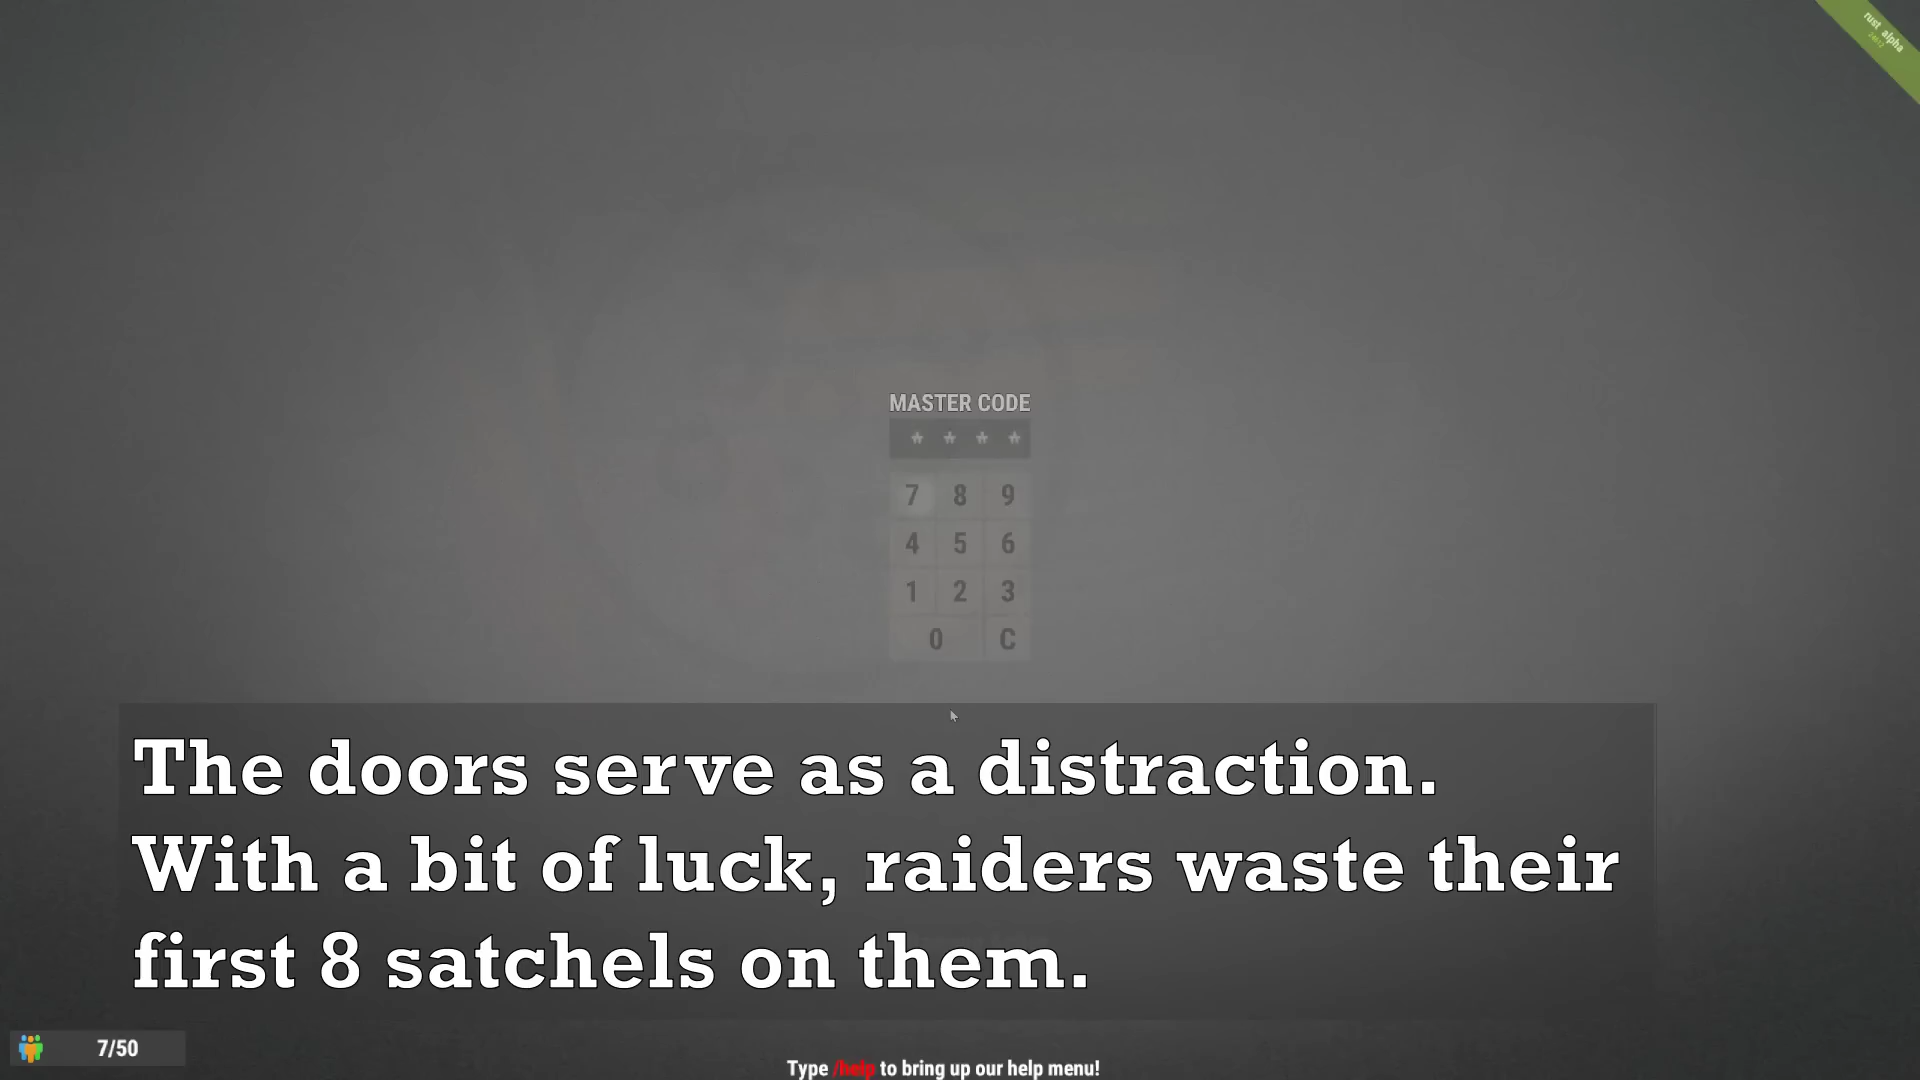 rust alpha
MASTER CODE
* * * *
7 8 9
4 5 6
1 2 3
0 C
The doors serve as a distraction.
With a bit of luck, raiders waste their
first 8 satchels on them.
7/50
Type /help to bring up our help menu!